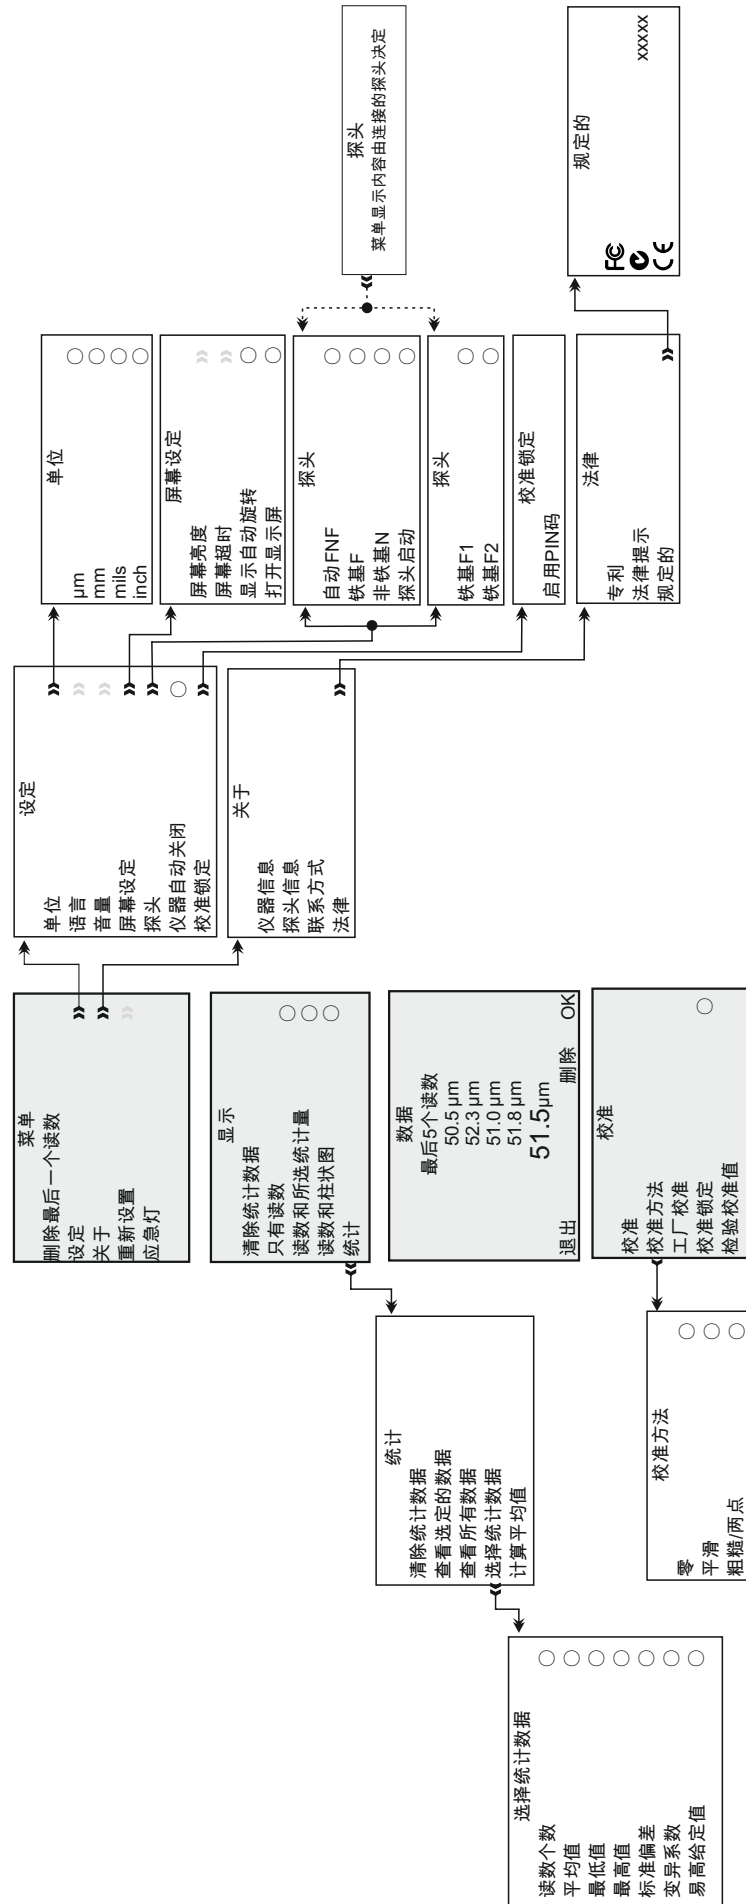 菜单
删除最后一个读数
设定
关于
重新设置
应急灯
显示
清除统计数据
只有读数
读数和所选统计量
读数和柱状图
统计
数据
最后5个读数
50.5 µm
52.3 µm
51.0 µm
51.8 µm
51.5µm
退出 删除 OK
校准
校准
校准方法
工厂校准
校准锁定
检验校准值
设定
单位
语言
音量
屏幕设定
探头
仪器自动关闭
校准锁定
关于
仪器信息
探头信息
联系方式
法律
单位
µm
mm
mils
inch
屏幕设定
屏幕亮度
屏幕超时
显示自动旋转
打开显示屏
探头
自动FNF
铁基F
非铁基N
探头启动
探头
铁基F1
铁基F2
校准锁定
启用PIN码
法律
专利
法律提示
规定的
探头
菜单显示内容由连接的探头决定
规定的
FC
CE
xxxxx
统计
清除统计数据
查看选定的数据
查看所有数据
选择统计数据
计算平均值
校准方法
零
平滑
粗糙/两点
选择统计数据
读数个数
平均值
最低值
最高值
标准偏差
变异系数
易高给定值